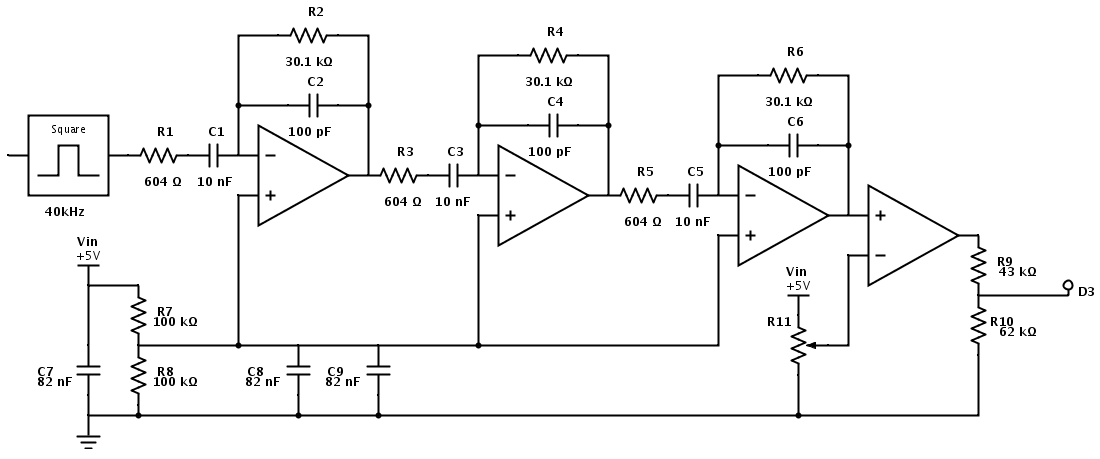 R2
30.1 kΩ
C2
100 pF
R4
30.1 kΩ
C4
100 pF
R6
30.1 kΩ
C6
100 pF
Square
40kHz
R1
604 Ω
C1
10 nF
R3
604 Ω
C3
10 nF
R5
604 Ω
C5
10 nF
Vin
+5V
R7
100 kΩ
R8
100 kΩ
C7
82 nF
C8
82 nF
C9
82 nF
Vin
+5V
R11
R9
43 kΩ
D3
R10
62 kΩ